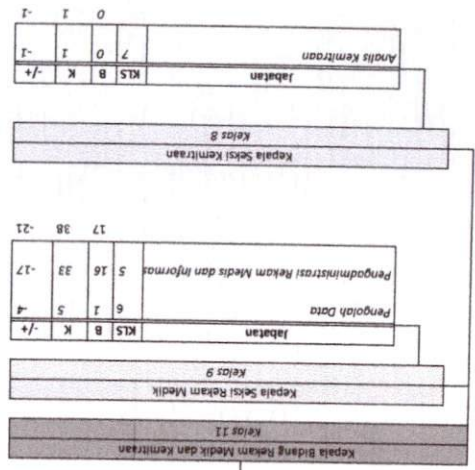 Kepala Bidang Rekam Medik dan Kemitraan
Kelas 11
Kepala Seksi Rekam Medik
Kelas 9
Jabatan KLS B K -/+
Pengolah Data 6 1 5 -4
Pengadministrasi Rekam Medis dan Informasi 5 16 33 -17
17 38 -21
Kepala Seksi Kemitraan
Kelas 8
Jabatan KLS B K -/+
Analis Kemitraan 7 0 1 -1
0 1 -1